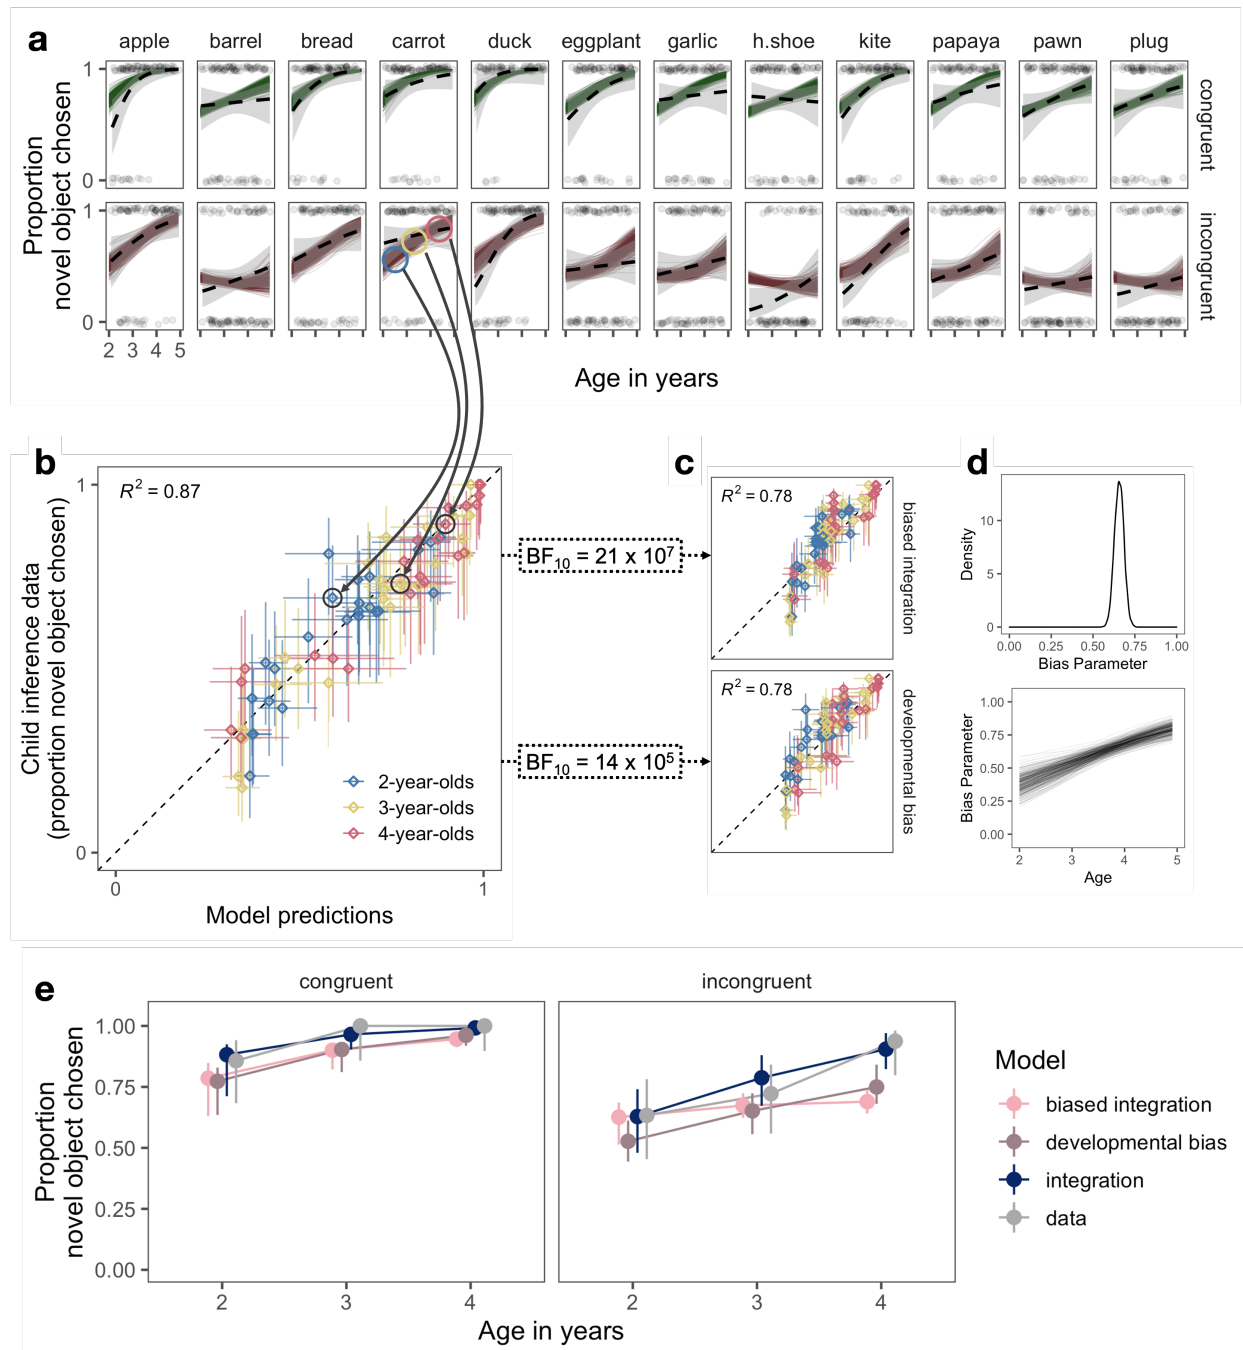 a
apple barrel bread carrot duck eggplant garlic h.shoe kite papaya pawn plug
Proportion
novel object chosen
1
0
congruent
1
0
incongruent
2 3 4 5
Age in years
b
R² = 0.87
1
0
Child inference data
(proportion novel object chosen)
2-year-olds
3-year-olds
4-year-olds
0 1
Model predictions
BF₁₀ = 21 x 10⁷
BF₁₀ = 14 x 10⁵
c
R² = 0.78
biased integration
R² = 0.78
developmental bias
d
Density
10
5
0
0.00 0.25 0.50 0.75 1.00
Bias Parameter
Bias Parameter
1.00
0.75
0.50
0.25
0.00
2 3 4 5
Age
e
congruent incongruent
Proportion
novel object chosen
1.00
0.75
0.50
0.25
0.00
2 3 4 2 3 4
Age in years
Model
biased integration
developmental bias
integration
data